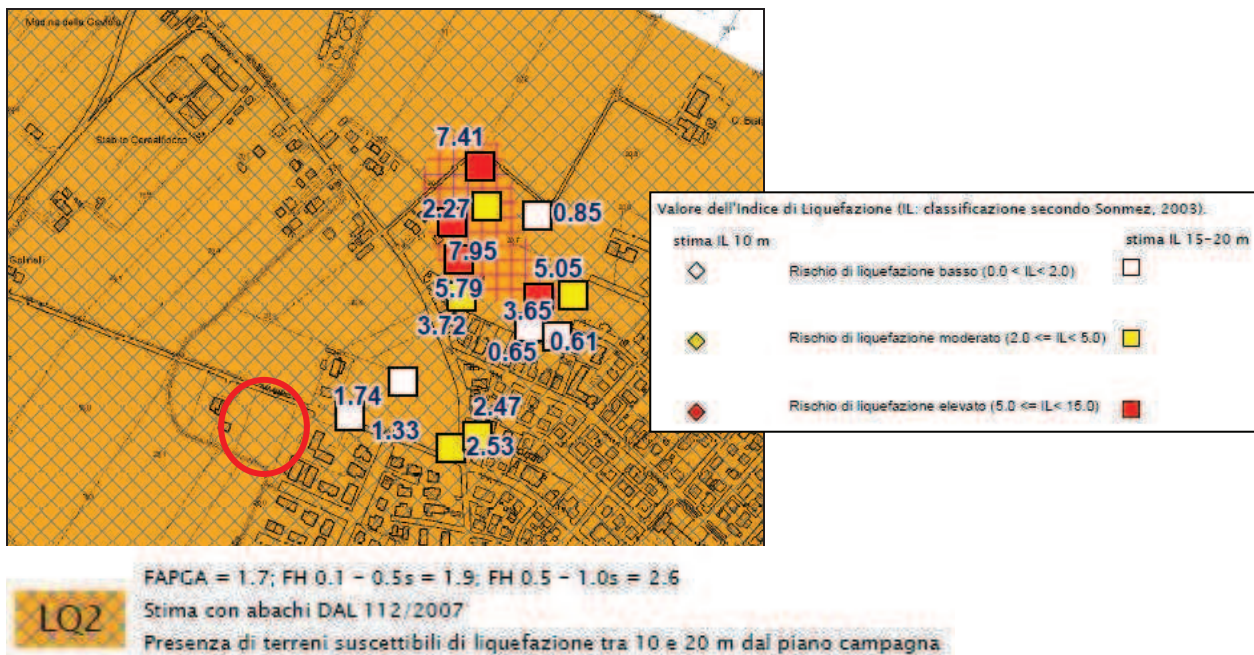 Stab.to Cerealfiocco
7.41
2.27
0.85
7.95
5.05
5.79
3.65
3.72
0.61
0.65
1.74
2.47
1.33
2.53
Valore dell'Indice di Liquefazione (IL: classificazione secondo Sonmez, 2003).
stima IL 10 m
stima IL 15-20 m
Rischio di liquefazione basso (0.0 < IL< 2.0)
Rischio di liquefazione moderato (2.0 <= IL< 5.0)
Rischio di liquefazione elevato (5.0 <= IL< 15.0)
FAPGA = 1.7; FH 0.1 - 0.5s = 1.9; FH 0.5 - 1.0s = 2.6
LQ2
Stima con abachi DAL 112/2007
Presenza di terreni suscettibili di liquefazione tra 10 e 20 m dal piano campagna